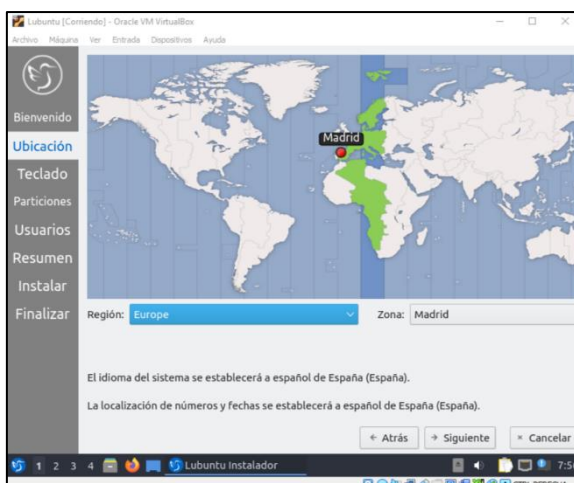 Lubuntu [Corriendo] - Oracle VM VirtualBox
Archivo Máquina Ver Entrada Dispositivos Ayuda
Bienvenido
Ubicación
Teclado
Particiones
Usuarios
Resumen
Instalar
Finalizar
Madrid
Región: Europe Zona: Madrid
El idioma del sistema se establecerá a español de España (España).
La localización de números y fechas se establecerá a español de España (España).
Atrás Siguiente Cancelar
1 2 3 4 Lubuntu Instalador